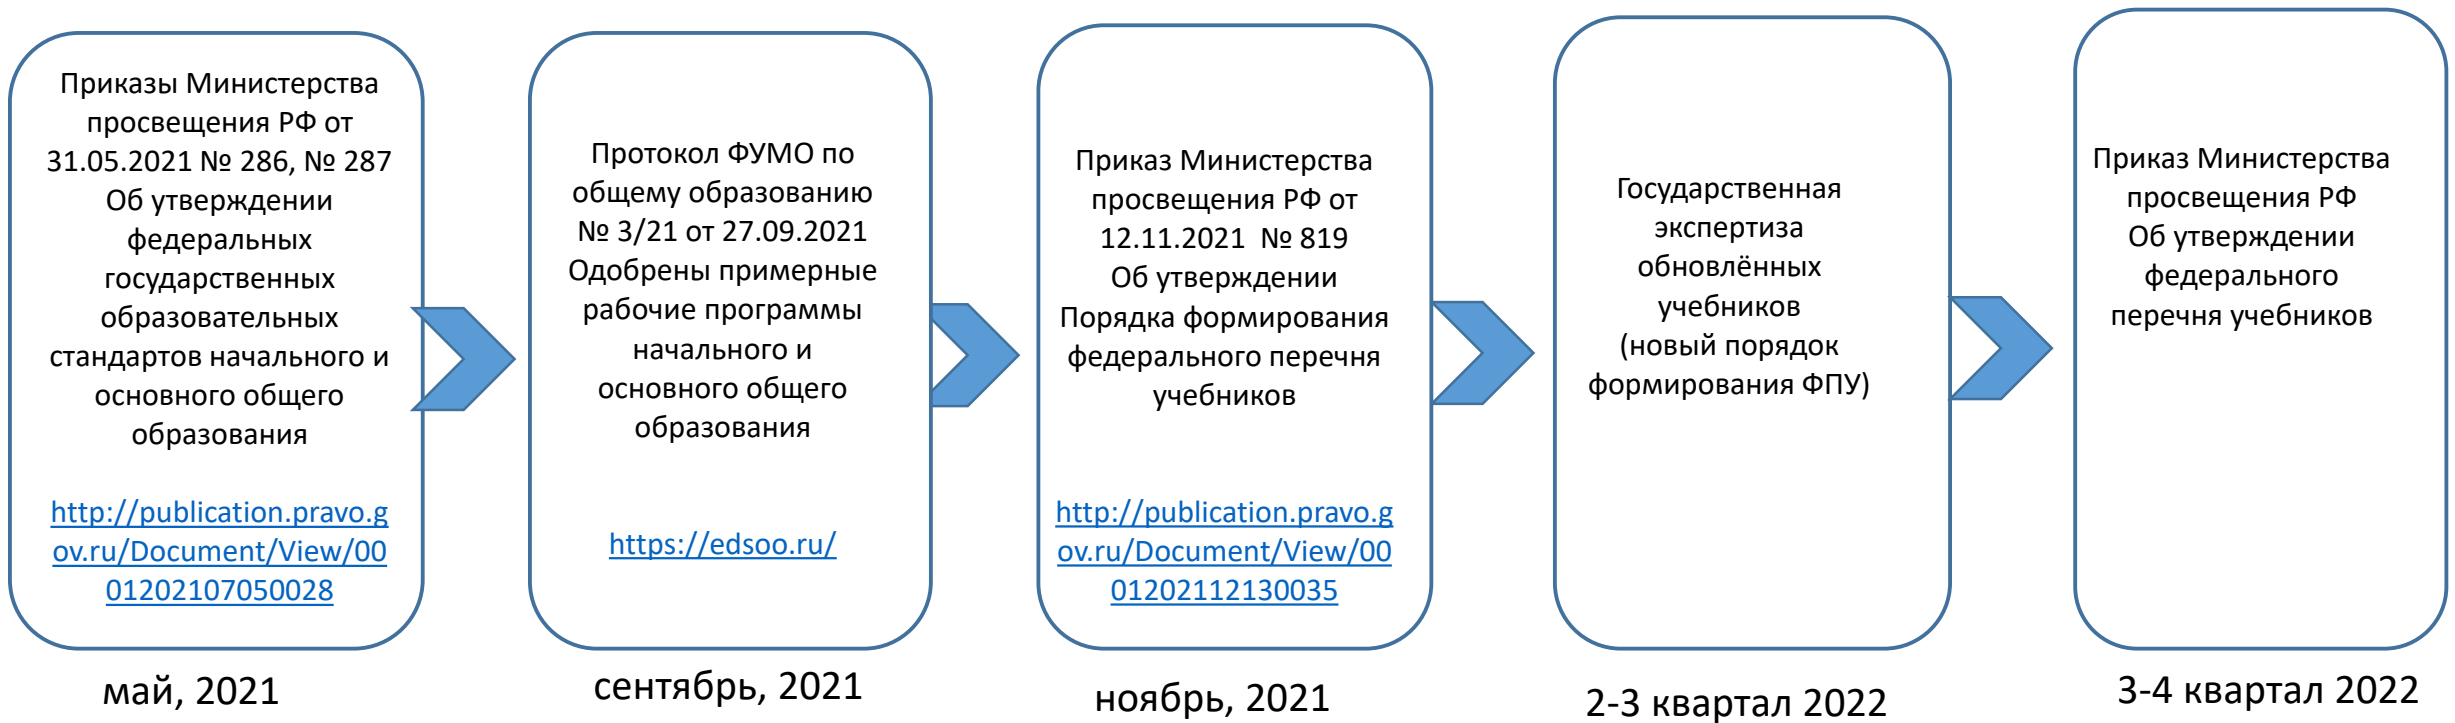 Приказы Министерства
просвещения РФ от
31.05.2021 № 286, № 287
Об утверждении
федеральных
государственных
образовательных
стандартов начального и
основного общего
образования
http://publication.pravo.g
ov.ru/Document/View/00
01202107050028
май, 2021
Протокол ФУМО по
общему образованию
№ 3/21 от 27.09.2021
Одобрены примерные
рабочие программы
начального и
основного общего
образования
https://edsoo.ru/
сентябрь, 2021
Приказ Министерства
просвещения РФ от
12.11.2021 № 819
Об утверждении
Порядка формирования
федерального перечня
учебников
http://publication.pravo.g
ov.ru/Document/View/00
01202112130035
ноябрь, 2021
Государственная
экспертиза
обновлённых
учебников
(новый порядок
формирования ФПУ)
2-3 квартал 2022
Приказ Министерства
просвещения РФ
Об утверждении
федерального
перечня учебников
3-4 квартал 2022